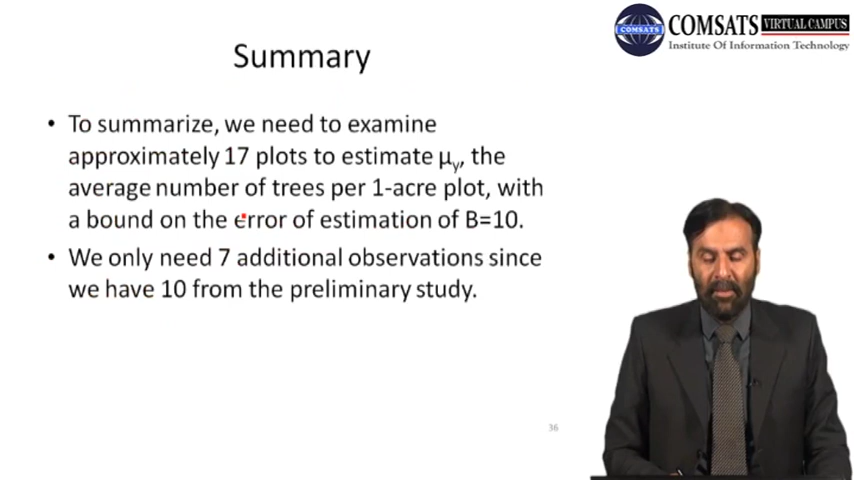 COMSATS VIRTUAL CAMPUS
COMSATS
Institute Of Information Technology
Summary
• To summarize, we need to examine
approximately 17 plots to estimate μy, the
average number of trees per 1-acre plot, with
a bound on the error of estimation of B=10.
• We only need 7 additional observations since
we have 10 from the preliminary study.
36